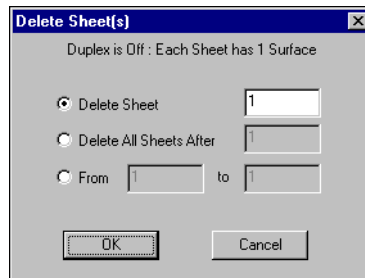 Delete Sheet(s)
Duplex is Off : Each Sheet has 1 Surface
Delete Sheet 1
Delete All Sheets After 1
From 1 to 1
OK Cancel